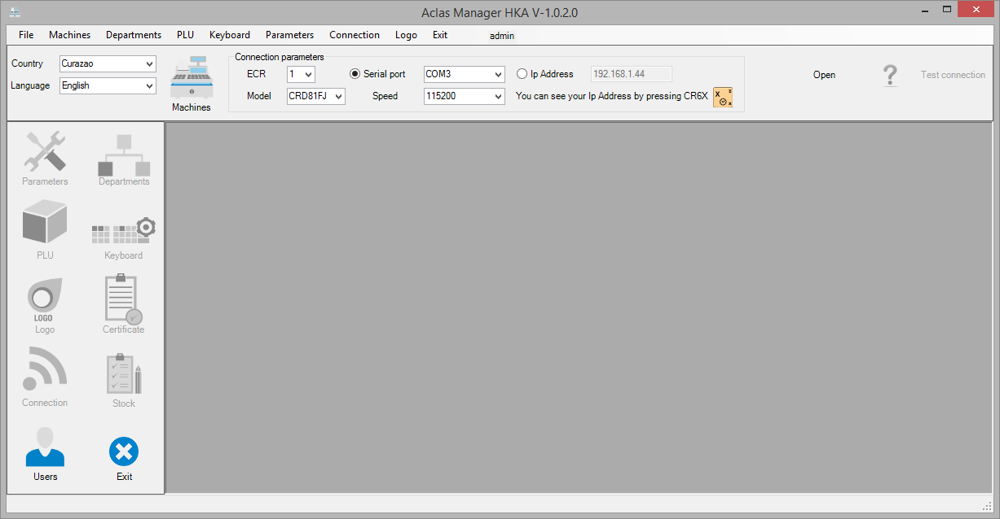 Aclas Manager HKA V-1.0.2.0
File Machines Departments PLU Keyboard Parameters Connection Logo Exit admin
Country Curazao
Language English
Machines
Connection parameters
ECR 1 Serial port COM3 Ip Address 192.168.1.44
Model CRD81FJ Speed 115200 You can see your Ip Address by pressing CR6X
Open
?
Test connection
Parameters Departments
PLU Keyboard
LOGO
Logo Certificate
Connection Stock
Users Exit